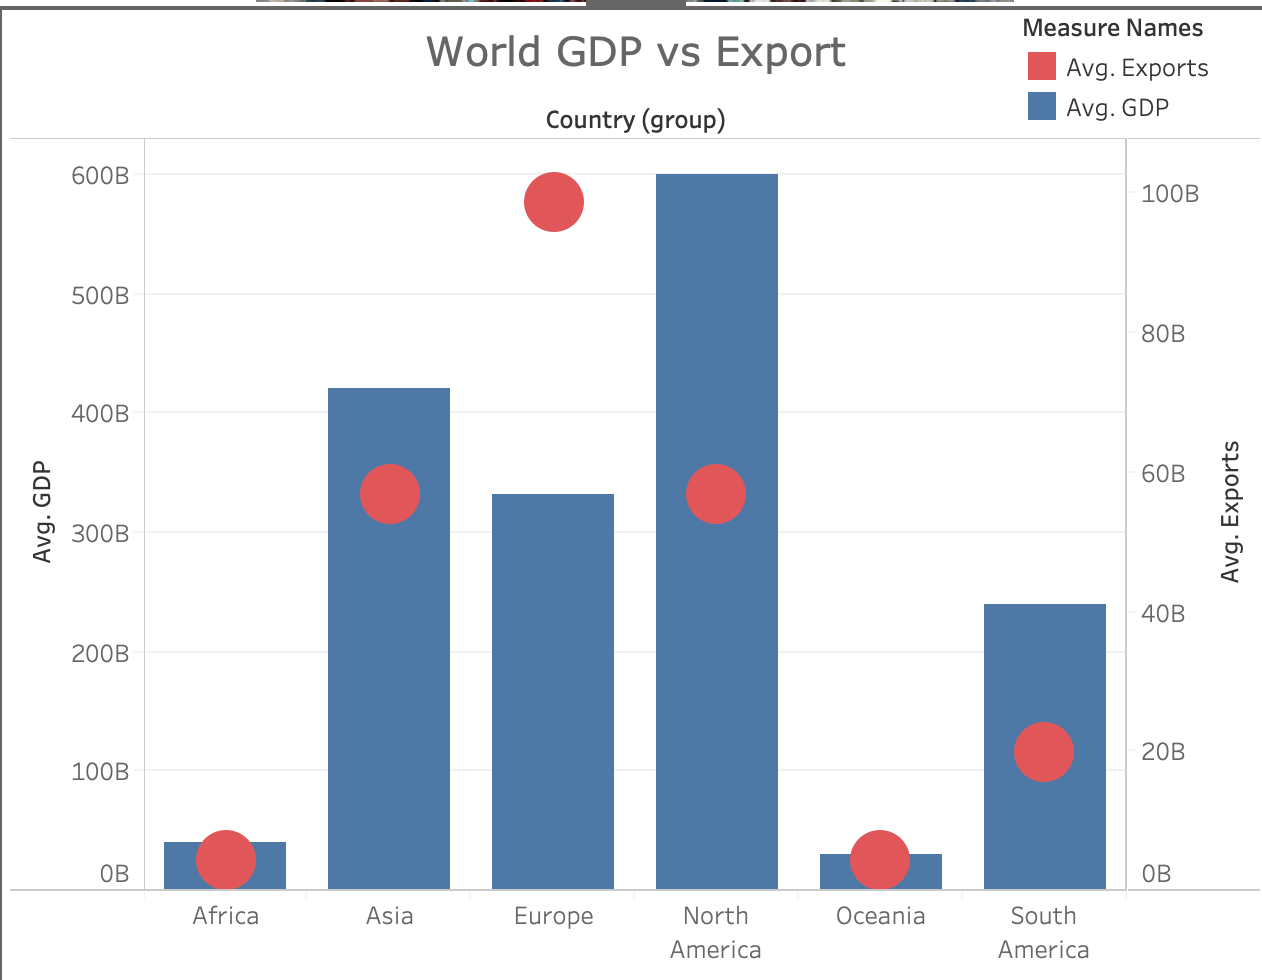 World GDP vs Export
Measure Names
Avg. Exports
Avg. GDP
Country (group)
600B
500B
400B
300B
200B
100B
0B
Avg. GDP
100B
80B
60B
40B
20B
0B
Avg. Exports
Africa
Asia
Europe
North
America
Oceania
South
America